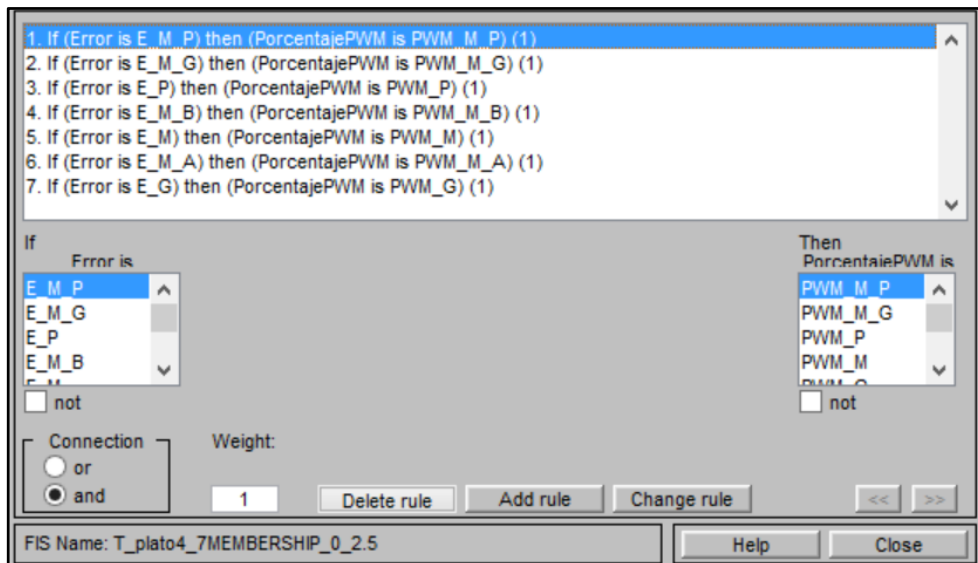 1. If (Error is E_M_P) then (PorcentajePWM is PWM_M_P) (1)
2. If (Error is E_M_G) then (PorcentajePWM is PWM_M_G) (1)
3. If (Error is E_P) then (PorcentajePWM is PWM_P) (1)
4. If (Error is E_M_B) then (PorcentajePWM is PWM_M_B) (1)
5. If (Error is E_M) then (PorcentajePWM is PWM_M) (1)
6. If (Error is E_M_A) then (PorcentajePWM is PWM_M_A) (1)
7. If (Error is E_G) then (PorcentajePWM is PWM_G) (1)
If
Error is
E_M_P
E_M_G
E_P
E_M_B
E_M
not
Then
PorcentajePWM is
PWM_M_P
PWM_M_G
PWM_P
PWM_M
PWM_G
not
Connection
or
and
Weight:
1
Delete rule
Add rule
Change rule
<<
>>
FIS Name: T_plato4_7MEMBERSHIP_0_2.5
Help
Close